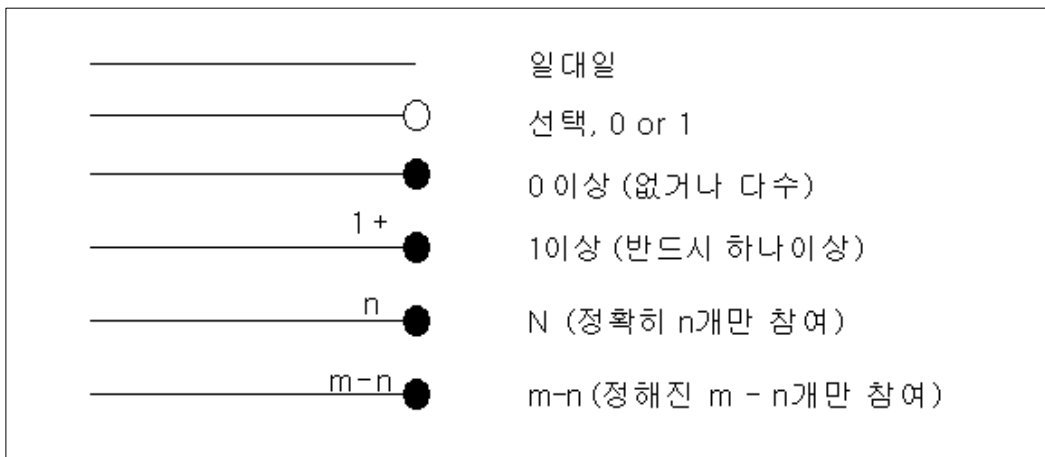 일대일
선택, 0 or 1
0이상 (없거나 다수)
1+
1이상 (반드시 하나이상)
n
N (정확히 n개만 참여)
m-n
m-n (정해진 m - n개만 참여)